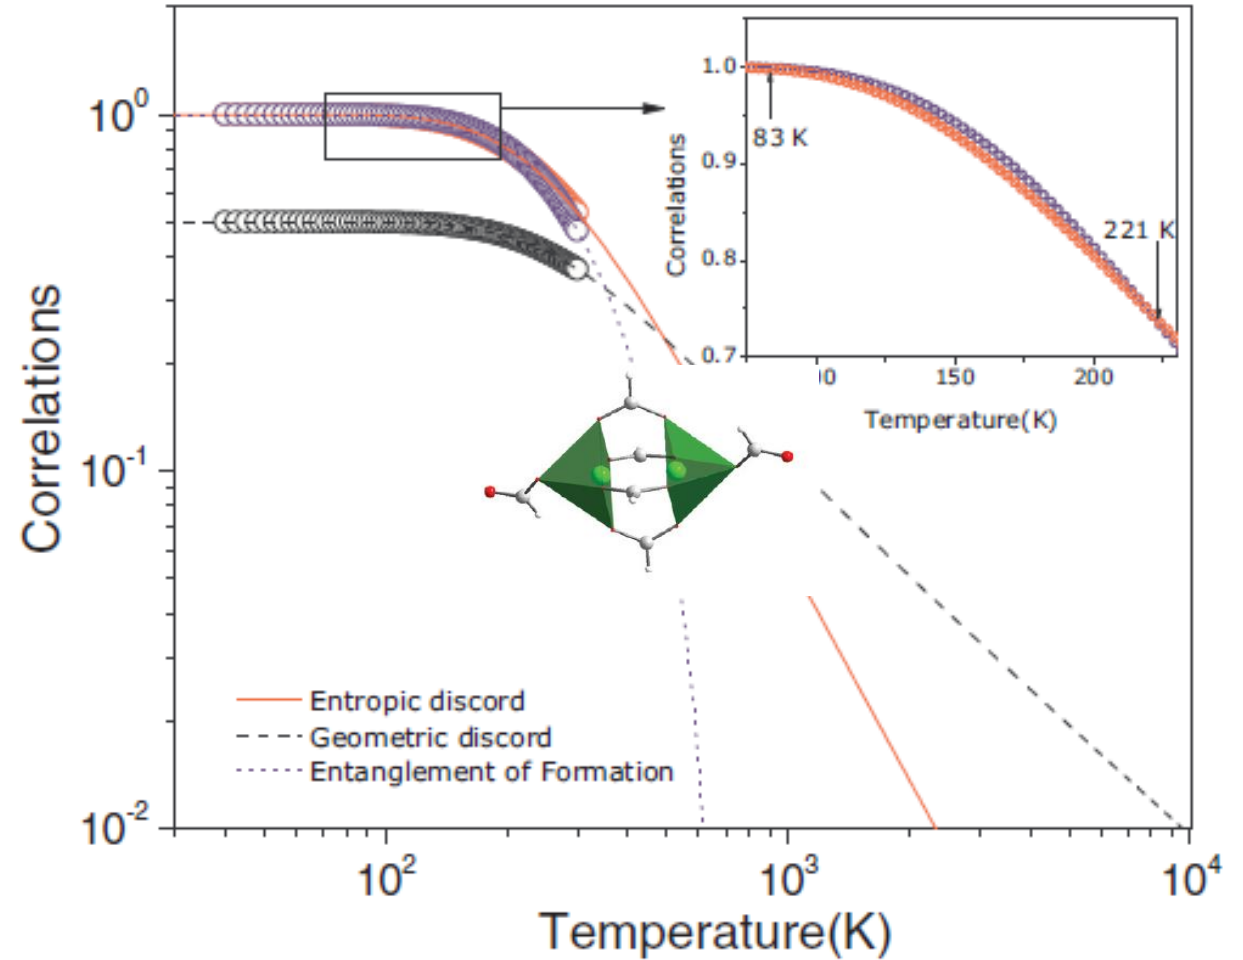 10^0
10^-1
10^-2
Correlations
1.0
0.9
0.8
0.7
Correlations
83 K
221 K
150
200
Temperature(K)
Entropic discord
Geometric discord
Entanglement of Formation
10^2
10^3
10^4
Temperature(K)